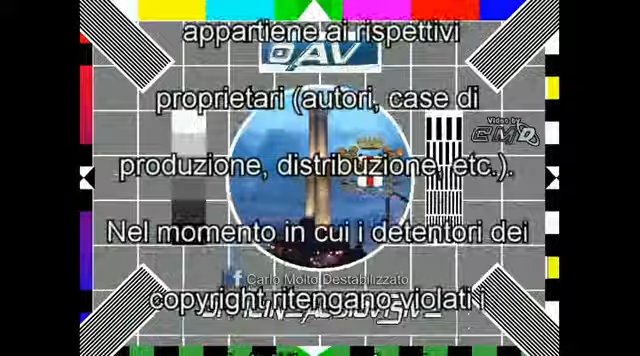 appartiene ai rispettivi
OAV
proprietari (autori, case di
Video by
CMD
produzione, distribuzione, etc.).
Nel momento in cui i detentori dei
Carlo Molto Destabilizzato
copyright ritengano violati i